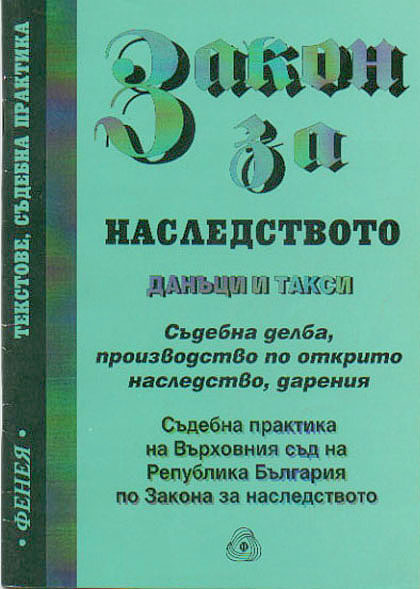 Закон
за
НАСЛЕДСТВОТО
ДАНЪЦИ И ТАКСИ
Съдебна делба,
производство по открито
наследство, дарения
Съдебна практика
на Върховния съд на
Република България
по Закона за наследството
• ФЕНЕЯ • ТЕКСТОВЕ, СЪДЕБНА ПРАКТИКА
Ф